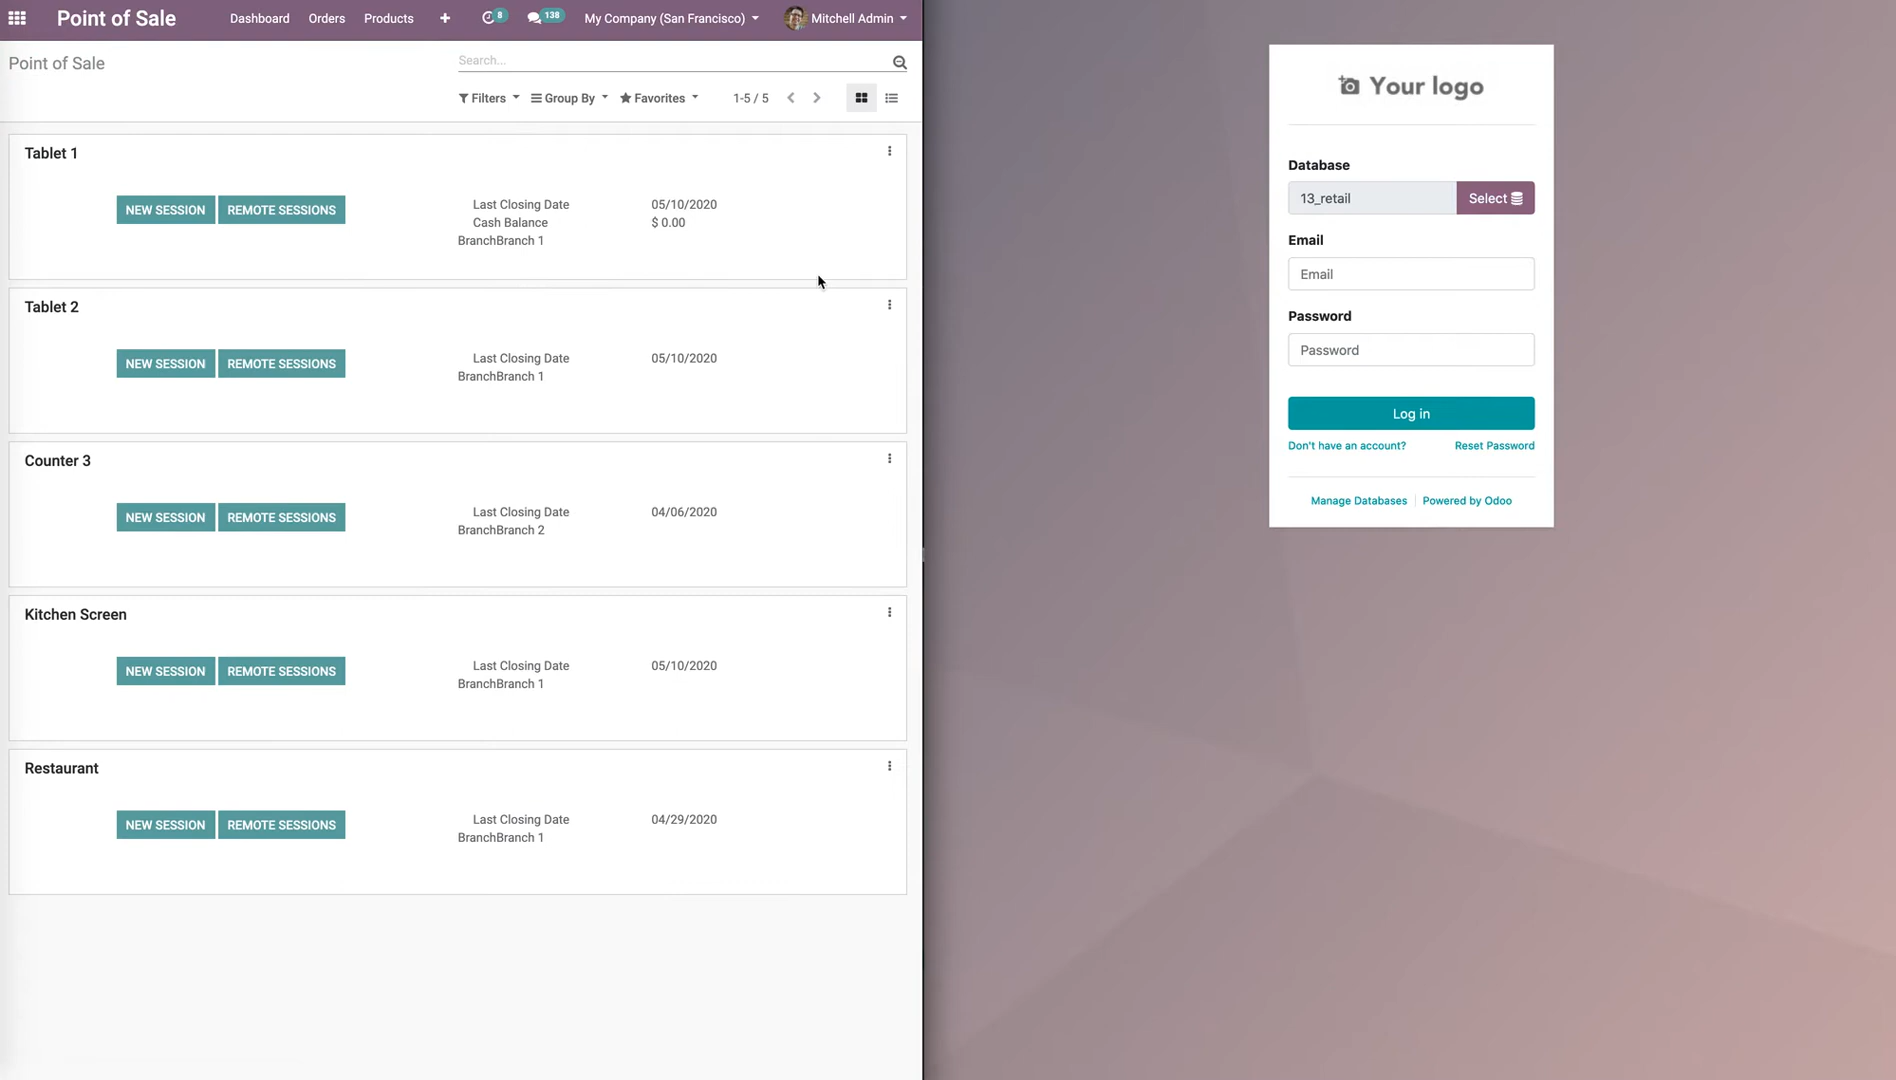 Point of Sale Dashboard Orders Products + 8 138 My Company (San Francisco) Mitchell Admin
Point of Sale Search...
Filters Group By Favorites 1-5 / 5
Tablet 1
NEW SESSION REMOTE SESSIONS Last Closing Date 05/10/2020
Cash Balance $ 0.00
BranchBranch 1
Tablet 2
NEW SESSION REMOTE SESSIONS Last Closing Date 05/10/2020
BranchBranch 1
Counter 3
NEW SESSION REMOTE SESSIONS Last Closing Date 04/06/2020
BranchBranch 2
Kitchen Screen
NEW SESSION REMOTE SESSIONS Last Closing Date 05/10/2020
BranchBranch 1
Restaurant
NEW SESSION REMOTE SESSIONS Last Closing Date 04/29/2020
BranchBranch 1
Your logo
Database
13_retail Select
Email
Email
Password
Password
Log in
Don't have an account? Reset Password
Manage Databases Powered by Odoo